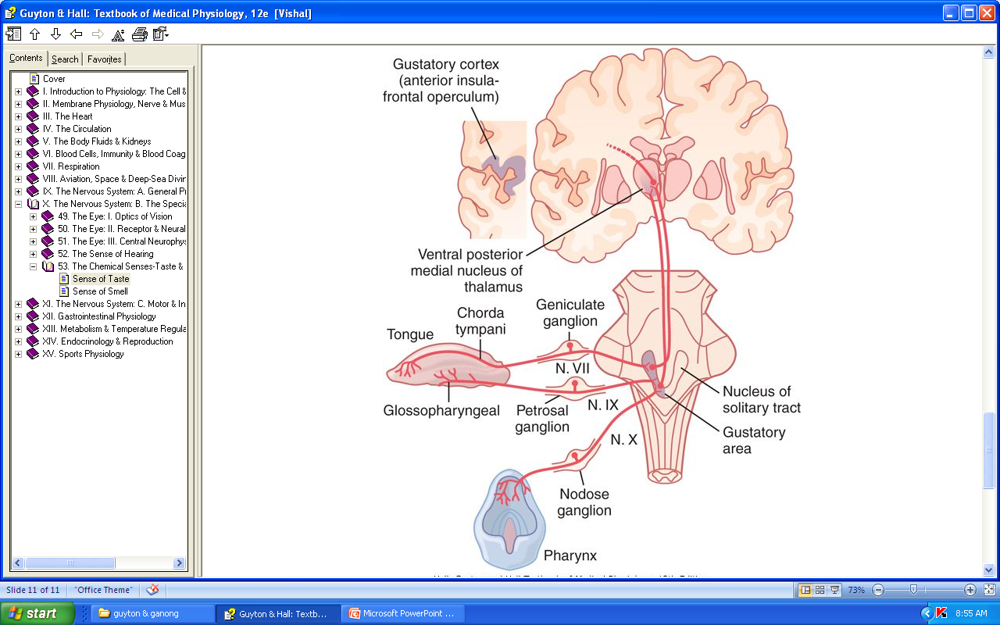 Guyton & Hall: Textbook of Medical Physiology, 12e [Vishal]
Contents
Search
Favorites
Cover
I. Introduction to Physiology: The Cell &
II. Membrane Physiology, Nerve & Mus
III. The Heart
IV. The Circulation
V. The Body Fluids & Kidneys
VI. Blood Cells, Immunity & Blood Coag
VII. Respiration
VIII. Aviation, Space & Deep-Sea Divin
IX. The Nervous System: A. General Pr
X. The Nervous System: B. The Specia
49. The Eye: I. Optics of Vision
50. The Eye: II. Receptor & Neural
51. The Eye: III. Central Neurophys
52. The Sense of Hearing
53. The Chemical Senses-Taste &
Sense of Taste
Sense of Smell
XI. The Nervous System: C. Motor & In
XII. Gastrointestinal Physiology
XIII. Metabolism & Temperature Regula
XIV. Endocrinology & Reproduction
XV. Sports Physiology
Gustatory cortex
(anterior insula-
frontal operculum)
Ventral posterior
medial nucleus of
thalamus
Geniculate
ganglion
Chorda
tympani
Tongue
N. VII
Glossopharyngeal
Petrosal
ganglion
N. IX
Nucleus of
solitary tract
Gustatory
area
N. X
Nodose
ganglion
Pharynx
Slide 11 of 11
"Office Theme"
73%
start
guyton & ganong
Guyton & Hall: Textb...
Microsoft PowerPoint ...
8:55 AM